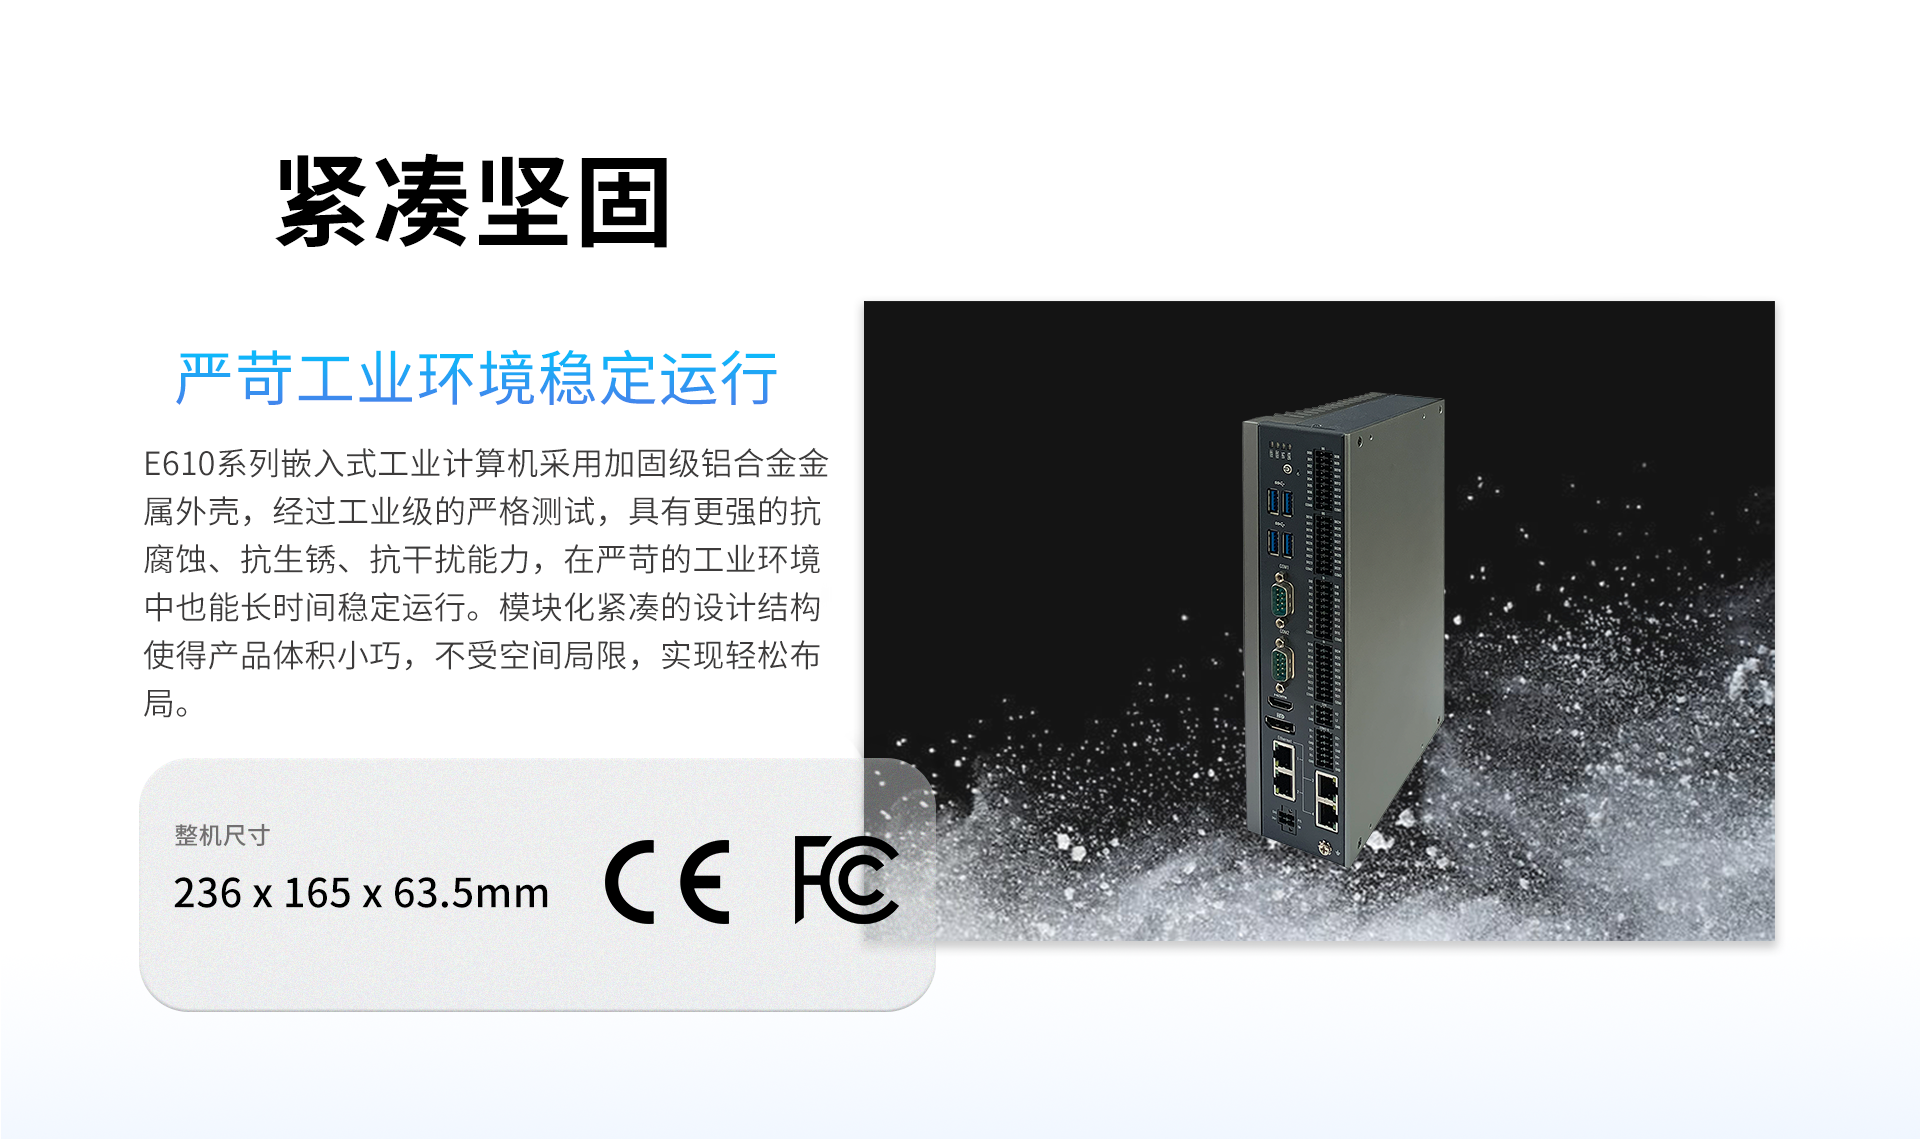 紧凑坚固
严苛工业环境稳定运行
E610系列嵌入式工业计算机采用加固级铝合金金
属外壳，经过工业级的严格测试，具有更强的抗
腐蚀、抗生锈、抗干扰能力，在严苛的工业环境
中也能长时间稳定运行。模块化紧凑的设计结构
使得产品体积小巧，不受空间局限，实现轻松布
局。
整机尺寸
236 x 165 x 63.5mm
CE FC
COM1
COM2